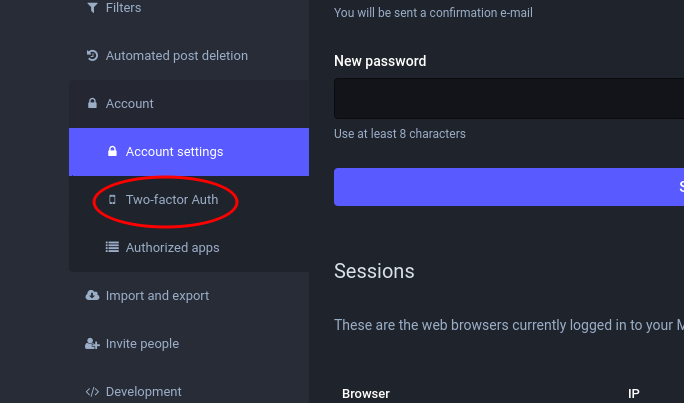 Filters
Automated post deletion
Account
Account settings
Two-factor Auth
Authorized apps
Import and export
Invite people
Development
You will be sent a confirmation e-mail
New password
Use at least 8 characters
Sessions
These are the web browsers currently logged in to your
Browser IP